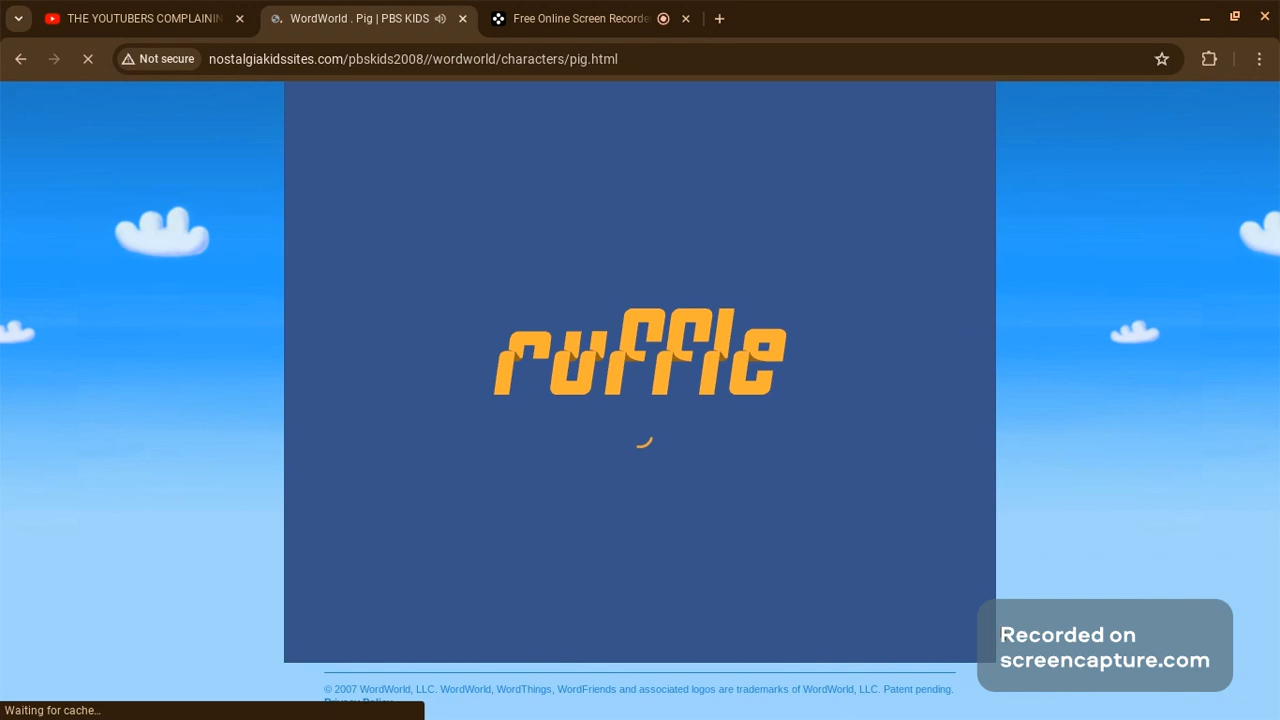 THE YOUTUBERS COMPLAININ
WordWorld . Pig | PBS KIDS
Free Online Screen Recorde
Not secure
nostalgiakidssites.com/pbskids2008//wordworld/characters/pig.html
ruffle
Recorded on
screencapture.com
© 2007 WordWorld, LLC. WordWorld, WordThings, WordFriends and associated logos are trademarks of WordWorld, LLC. Patent pending.
Privacy Policy
Waiting for cache...